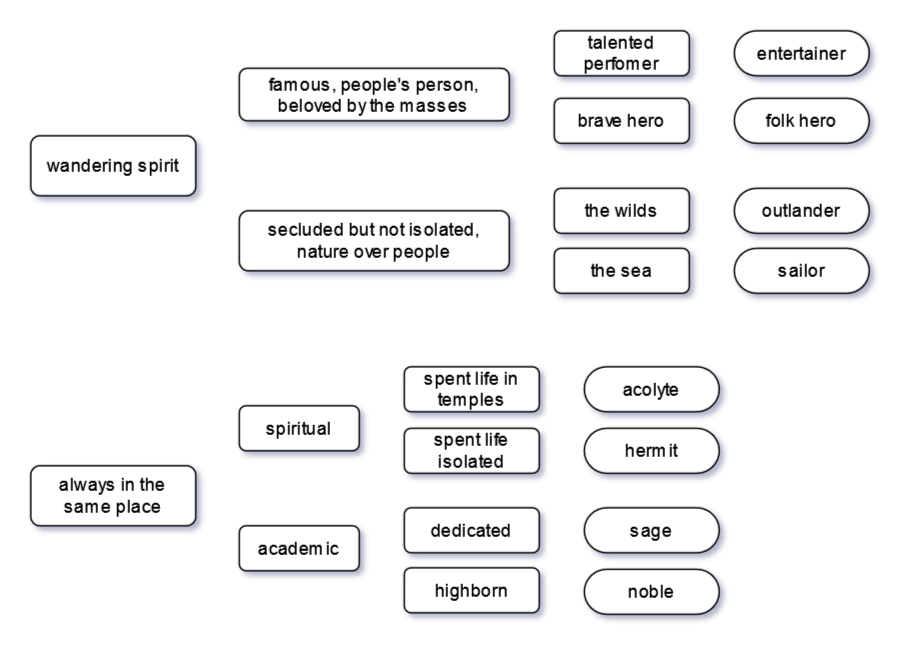 talented
perfomer
entertainer
famous, people's person,
beloved by the masses
brave hero
folk hero
wandering spirit
the wilds
outlander
secluded but not isolated,
nature over people
the sea
sailor
spent life in
temples
acolyte
spiritual
spent life
isolated
hermit
always in the
same place
dedicated
sage
academic
highborn
noble